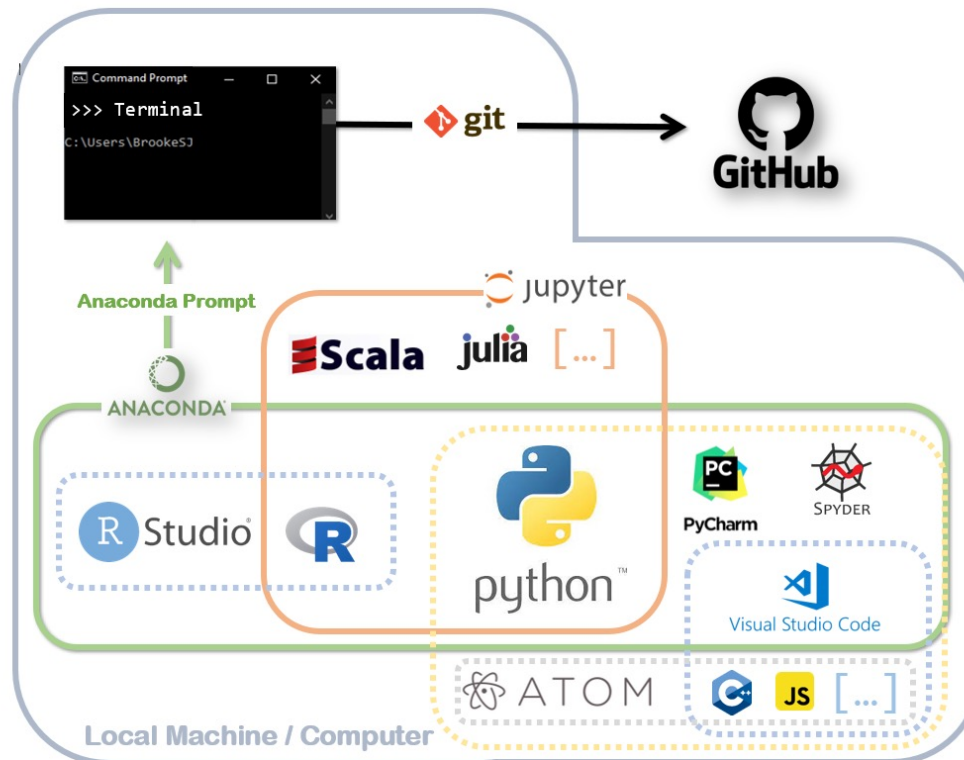 Command Prompt
>>> Terminal
C:\Users\BrookeSJ
git
GitHub
Anaconda Prompt
jupyter
Scala
julia
[...]
ANACONDA
PC
PyCharm
SPYDER
R Studio
R
python™
Visual Studio Code
ATOM
C++
JS
[...]
Local Machine / Computer